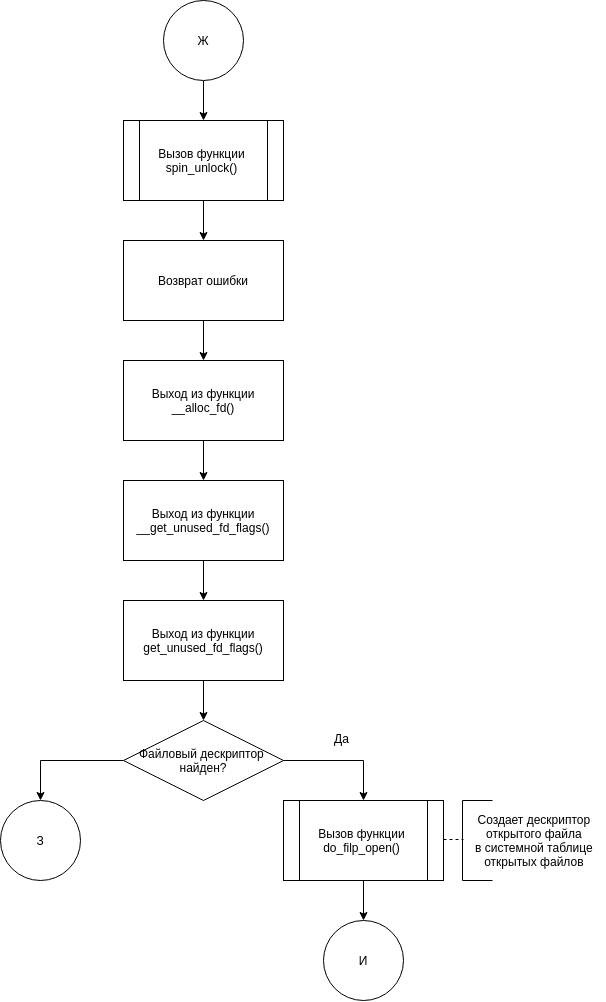 Ж
Вызов функции
spin_unlock()
Возврат ошибки
Выход из функции
__alloc_fd()
Выход из функции
__get_unused_fd_flags()
Выход из функции
get_unused_fd_flags()
Файловый дескриптор
найден?
Да
З
Вызов функции
do_filp_open()
Создает дескриптор
открытого файла
в системной таблице
открытых файлов
И